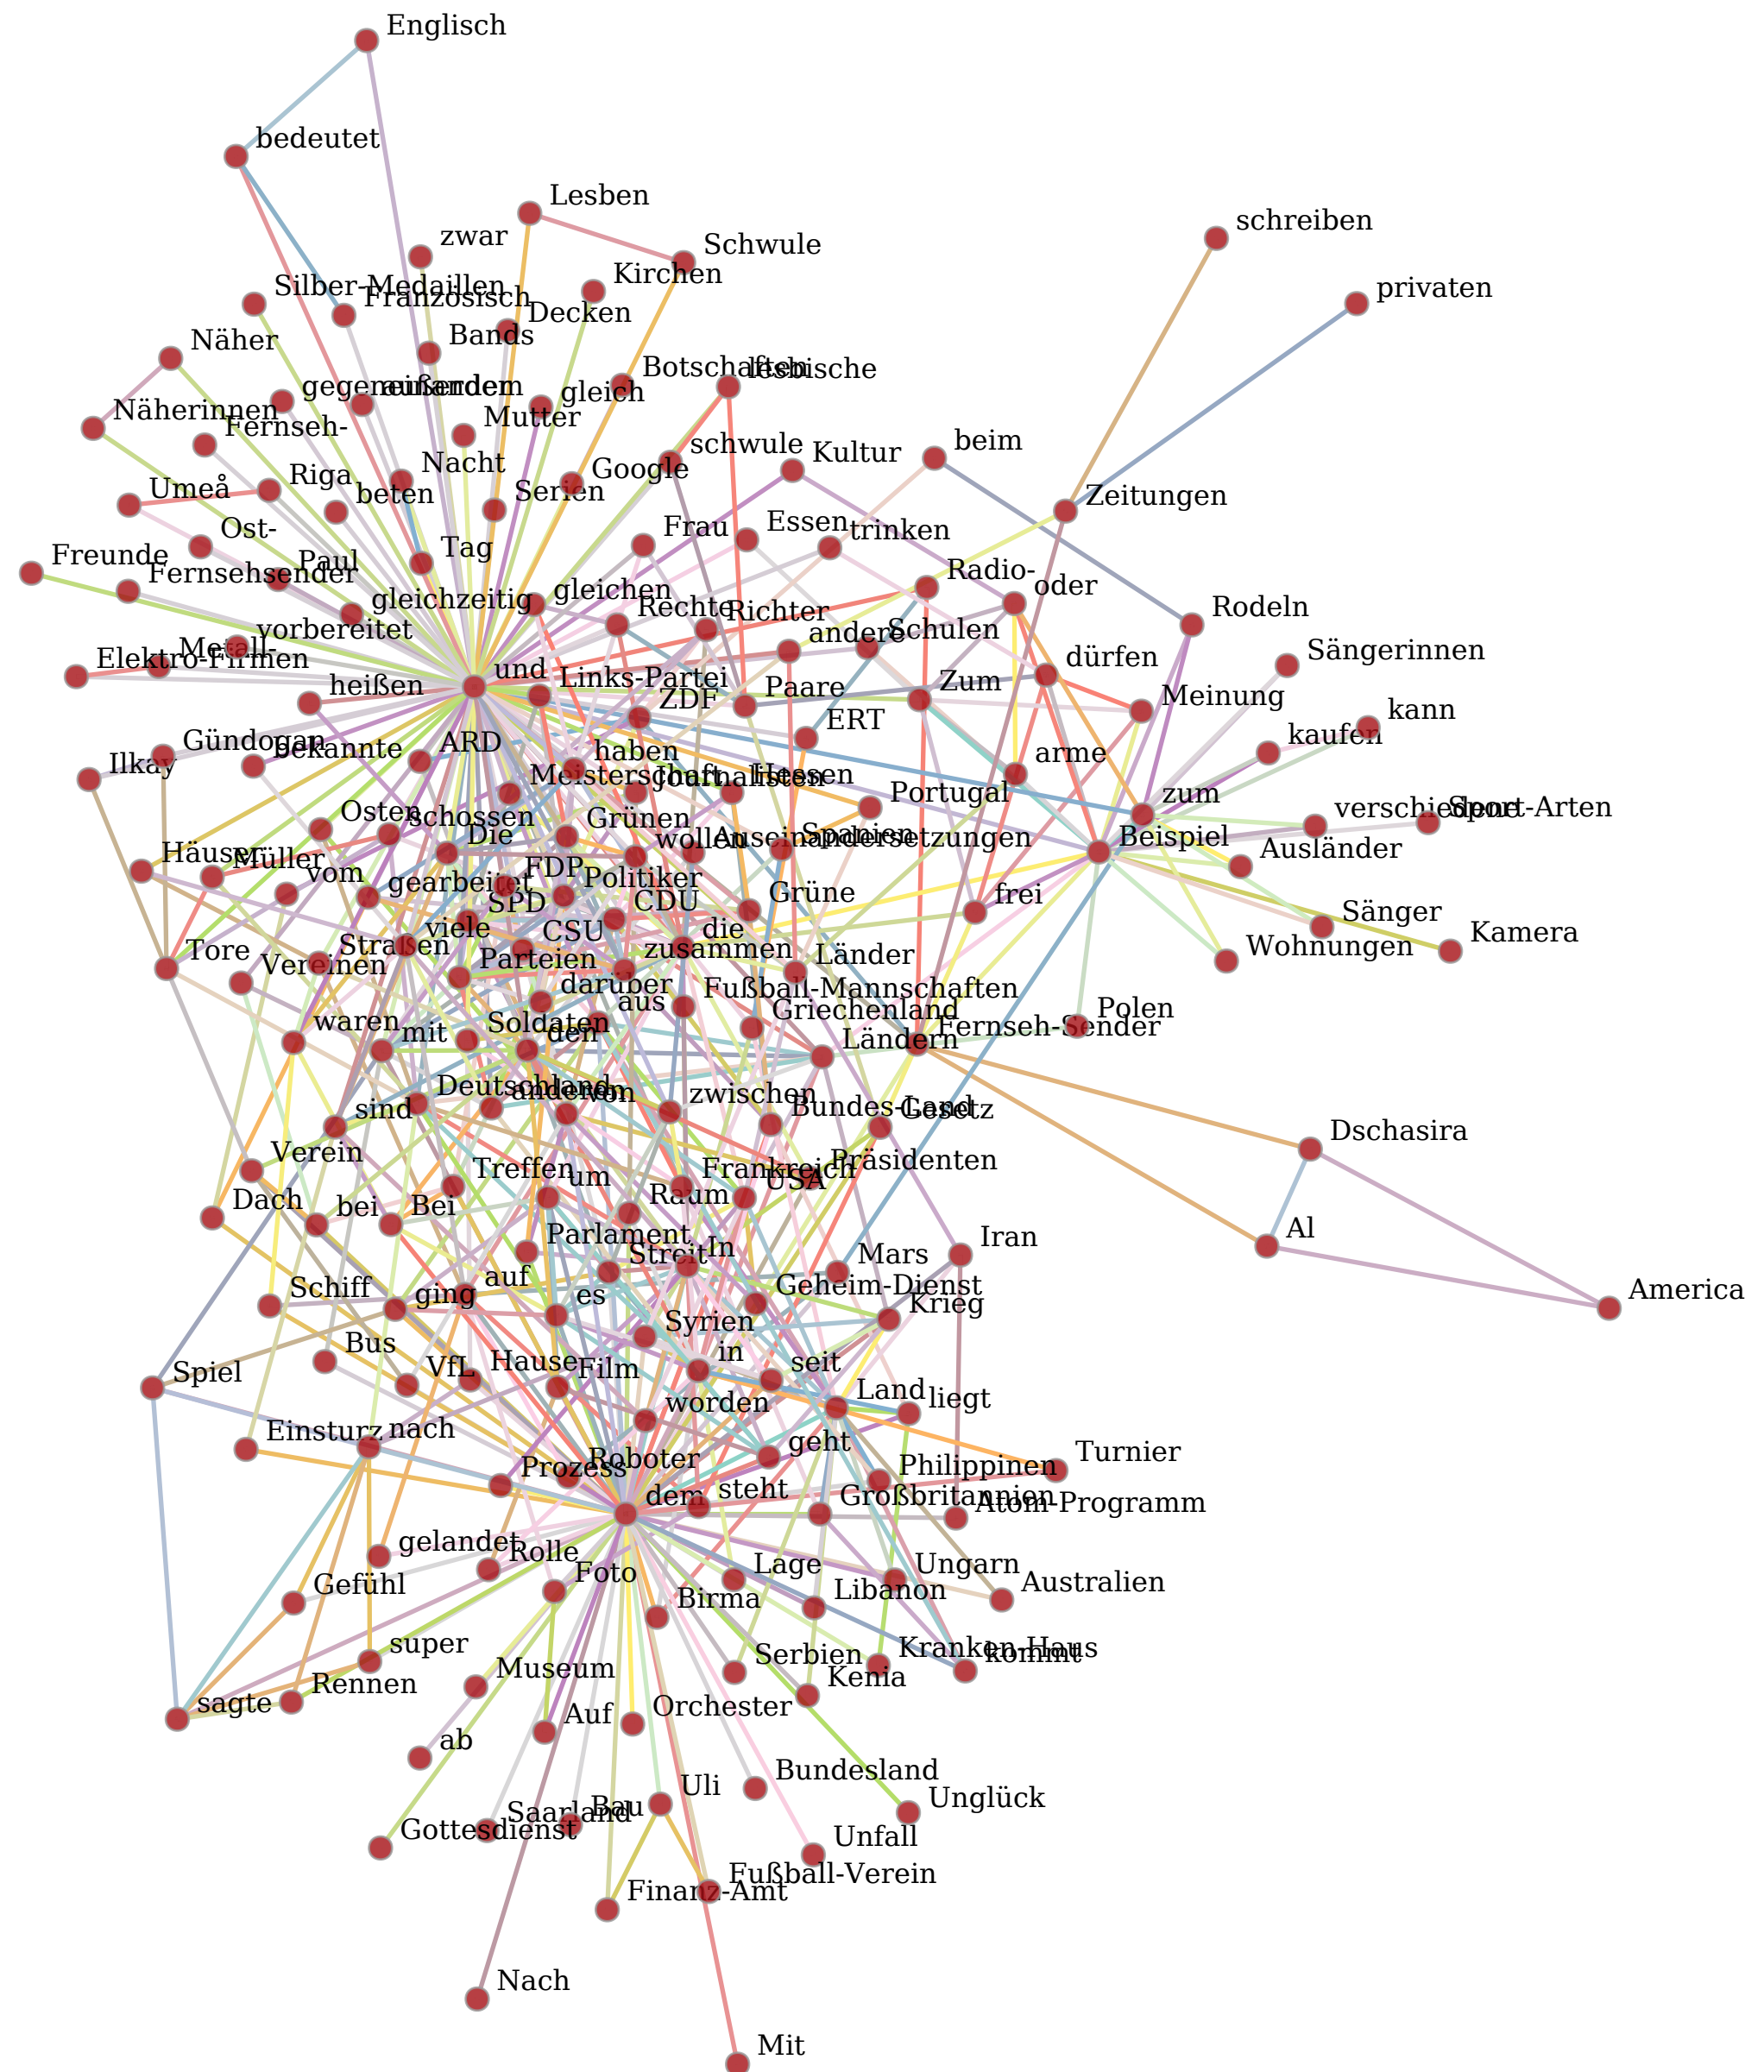 Englisch
bedeutet
Lesben
schreiben
zwar
Schwule
Kirchen
Silber-Medaillen
privaten
Französisch
Decken
Bands
Näher
Botschaften
lesbische
gegeneinander
außerdem
gleich
Näherinnen
Mutter
Fernseh-
schwule
beim
Kultur
Nacht
Google
Riga
Umeå
beten
Serien
Zeitungen
Ost-
Frau
Essen
trinken
Tag
Freunde
Paul
Fernsehsender
Radio-
oder
gleichen
gleichzeitig
Rechte
Richter
Rodeln
vorbereitet
andere
Schulen
Metall-
Elektro-Firmen
Sängerinnen
dürfen
und
Links-Partei
heißen
Paare
Zum
ZDF
Meinung
kann
ERT
Gündogan
bekannte
ARD
kaufen
haben
arme
Ilkay
Meisterschaft
Journalisten
Hessen
Portugal
zum
verschiedene
Sport-Arten
Osten
schossen
Grünen
Die
wollen
Auseinandersetzungen
Spanien
Beispiel
Ausländer
Häuser
Müller
vom
FDP
Politiker
gearbeitet
Grüne
frei
SPD
CDU
Sänger
viele
CSU
die
Kamera
Straßen
zusammen
Wohnungen
Tore
Vereinen
Parteien
Länder
darüber
Fußball-Mannschaften
aus
Griechenland
Polen
waren
mit
Soldaten
den
Ländern
Fernseh-Sender
Deutschland
anderen
von
zwischen
Bundes-Land
Gesetz
sind
Dschasira
Verein
Treffen
um
Frankreich
Präsidenten
USA
Dach
bei
Bei
Raum
Al
Parlament
Streit
In
Iran
Mars
Schiff
auf
ging
es
Geheim-Dienst
Krieg
America
Syrien
Bus
in
Spiel
VfL
Hause
Film
seit
Land
liegt
worden
Einsturz
nach
geht
Turnier
Prozess
Roboter
Philippinen
dem
steht
Großbritannien
Atom-Programm
gelandet
Rolle
Gefühl
Foto
Lage
Ungarn
Birma
Libanon
Australien
super
Serbien
Kranken-Haus
kommt
Museum
Kenia
Rennen
sagte
Orchester
Auf
ab
Bundesland
Uli
Unglück
Saarland
Bau
Gottesdienst
Unfall
Fußball-Verein
Finanz-Amt
Nach
Mit